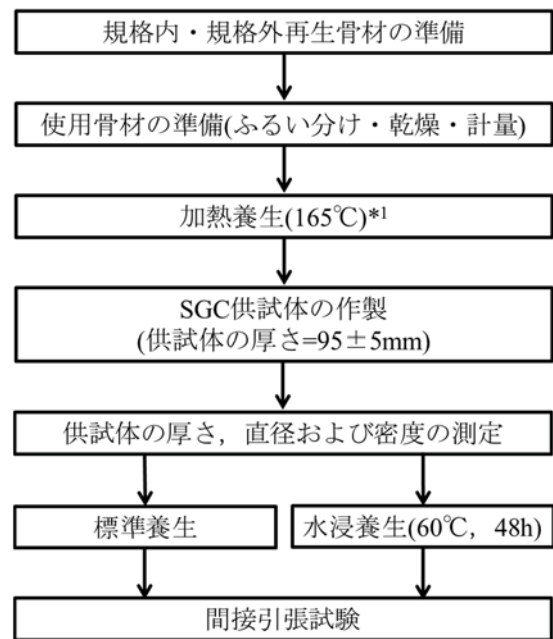 規格内・規格外再生骨材の準備
使用骨材の準備(ふるい分け・乾燥・計量)
加熱養生(165℃)*1
SGC供試体の作製
(供試体の厚さ=95±5mm)
供試体の厚さ，直径および密度の測定
標準養生
水浸養生(60℃，48h)
間接引張試験